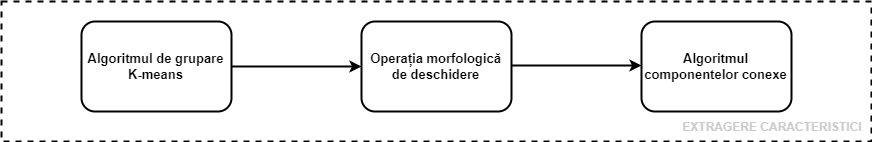 Algoritmul de grupare
K-means
Operația morfologică
de deschidere
Algoritmul
componentelor conexe
EXTRAGERE CARACTERISTICI